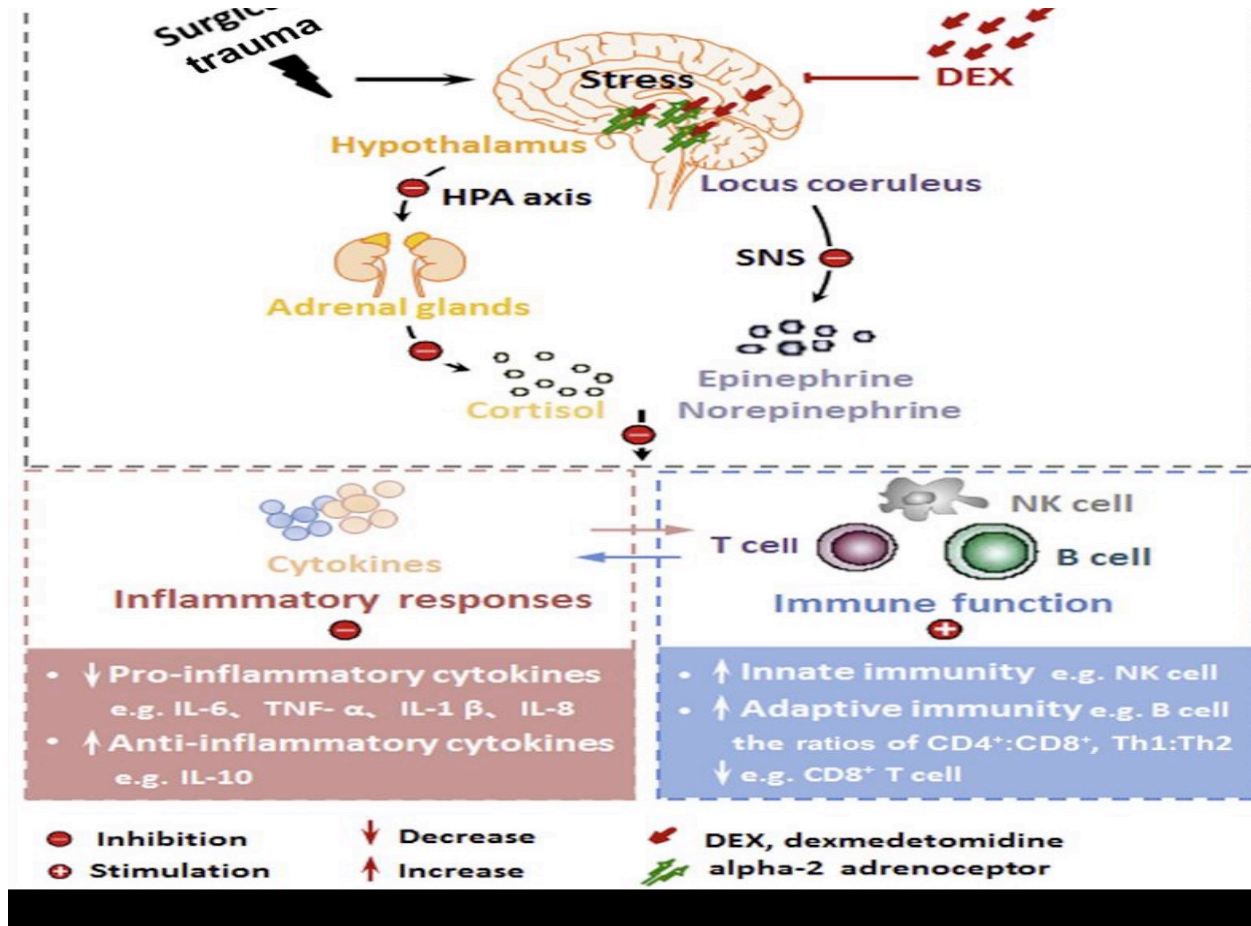 trauma
Stress
DEX
Hypothalamus
HPA axis
Locus coeruleus
SNS
Adrenal glands
Epinephrine
Norepinephrine
Cortisol
NK cell
T cell
B cell
Cytokines
Inflammatory responses
Immune function
• ↓ Pro-inflammatory cytokines
e.g. IL-6、 TNF- α、 IL-1 β、 IL-8
• ↑ Anti-inflammatory cytokines
e.g. IL-10
• ↑ Innate immunity e.g. NK cell
• ↑ Adaptive immunity e.g. B cell
the ratios of CD4⁺:CD8⁺, Th1:Th2
↓ e.g. CD8⁺ T cell
Inhibition
Decrease
DEX, dexmedetomidine
Stimulation
Increase
alpha-2 adrenoceptor